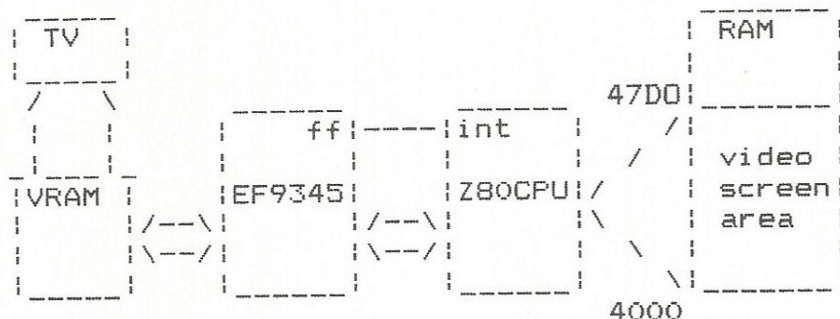 TV
RAM
47D0
ff int
video
VRAM EF9345 Z80CPU screen
area
4000